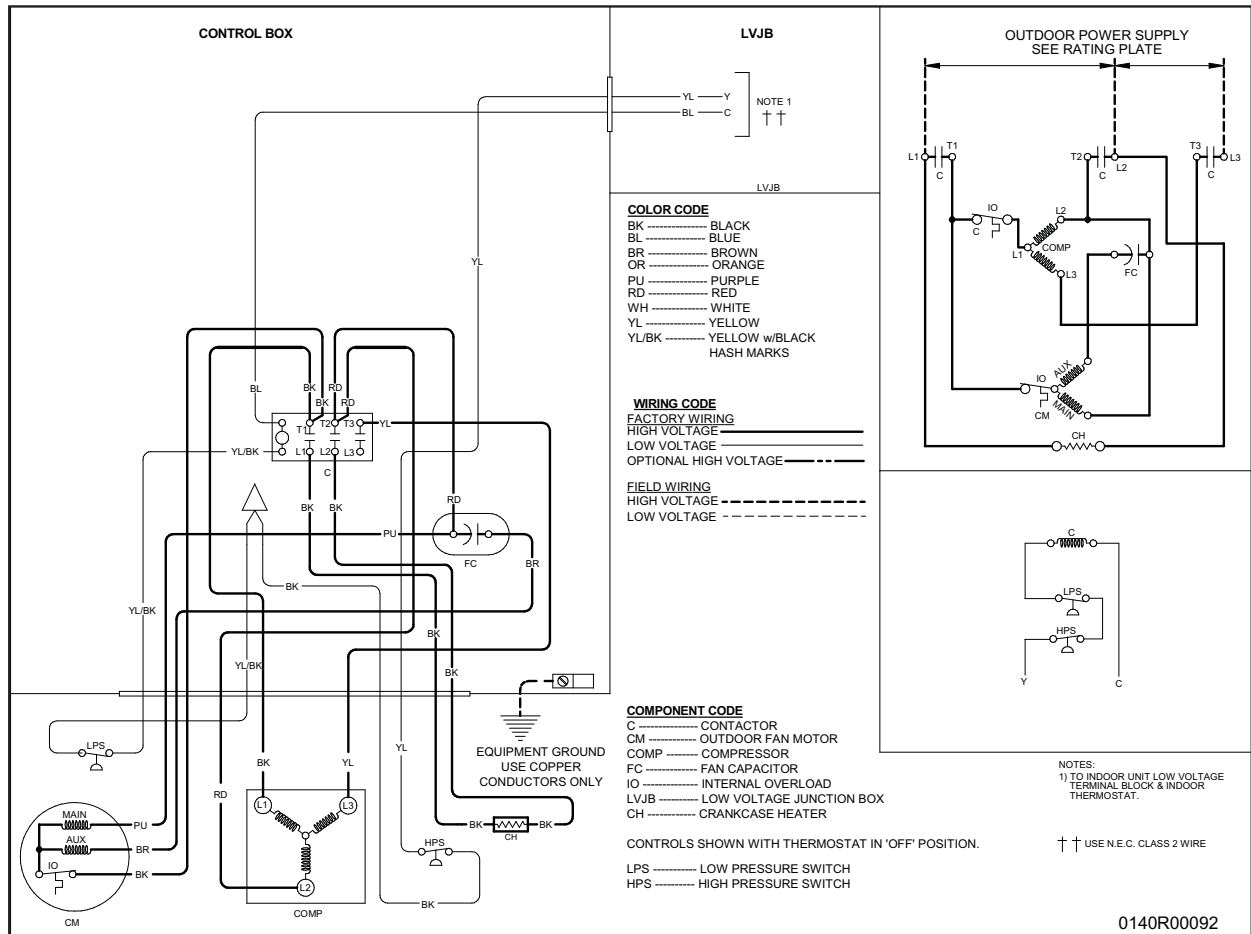 CONTROL BOX
LVJB
OUTDOOR POWER SUPPLY
SEE RATING PLATE
YL
Y
BL
C
NOTE 1
† †
LVJB
L1
T1
C
T2
L2
C
T3
L3
C
IO
C
L2
COMP
L1
L3
FC
AUX
IO
MAIN
CM
CH
COLOR CODE
BK --------------- BLACK
BL --------------- BLUE
BR --------------- BROWN
OR --------------- ORANGE
PU --------------- PURPLE
RD --------------- RED
WH --------------- WHITE
YL --------------- YELLOW
YL/BK ---------- YELLOW w/BLACK
HASH MARKS
WIRING CODE
FACTORY WIRING
HIGH VOLTAGE
LOW VOLTAGE
OPTIONAL HIGH VOLTAGE
FIELD WIRING
HIGH VOLTAGE
LOW VOLTAGE
YL
BL
BK
BK
RD
RD
T1
T2
T3
YL
YL/BK
L1
L2
L3
C
BK
BK
RD
PU
FC
BR
BK
YL/BK
BK
YL/BK
BK
C
LPS
HPS
Y
C
LPS
EQUIPMENT GROUND
USE COPPER
CONDUCTORS ONLY
YL
BK
YL
RD
L1
L3
L2
COMP
MAIN
PU
AUX
BR
IO
BK
CM
BK
CH
BK
HPS
BK
COMPONENT CODE
C --------------- CONTACTOR
CM ------------ OUTDOOR FAN MOTOR
COMP -------- COMPRESSOR
FC ------------- FAN CAPACITOR
IO -------------- INTERNAL OVERLOAD
LVJB ---------- LOW VOLTAGE JUNCTION BOX
CH ------------- CRANKCASE HEATER
CONTROLS SHOWN WITH THERMOSTAT IN 'OFF' POSITION.
LPS ----------- LOW PRESSURE SWITCH
HPS ---------- HIGH PRESSURE SWITCH
NOTES:
1) TO INDOOR UNIT LOW VOLTAGE
TERMINAL BLOCK & INDOOR
THERMOSTAT.
† † USE N.E.C. CLASS 2 WIRE
0140R00092